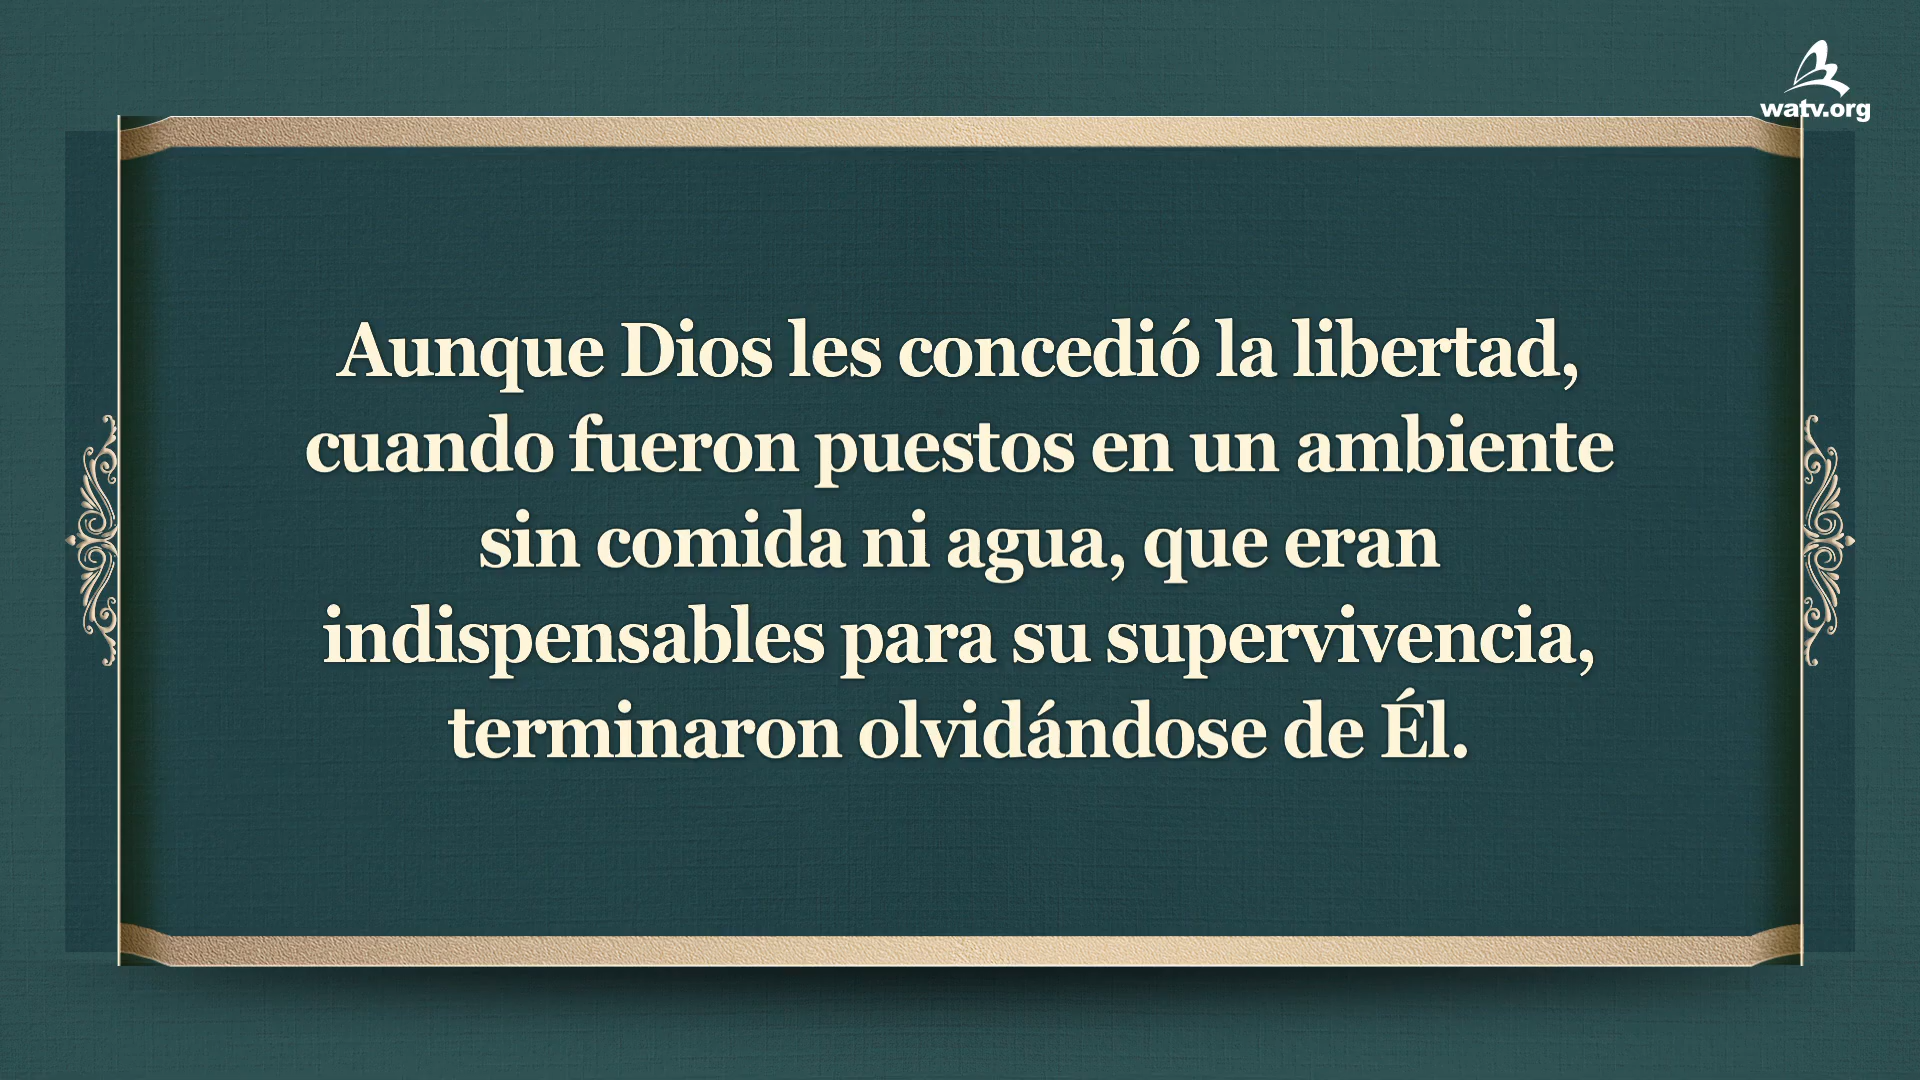 watv.org
Aunque Dios les concedió la libertad,
cuando fueron puestos en un ambiente
sin comida ni agua, que eran
indispensables para su supervivencia,
terminaron olvidándose de Él.